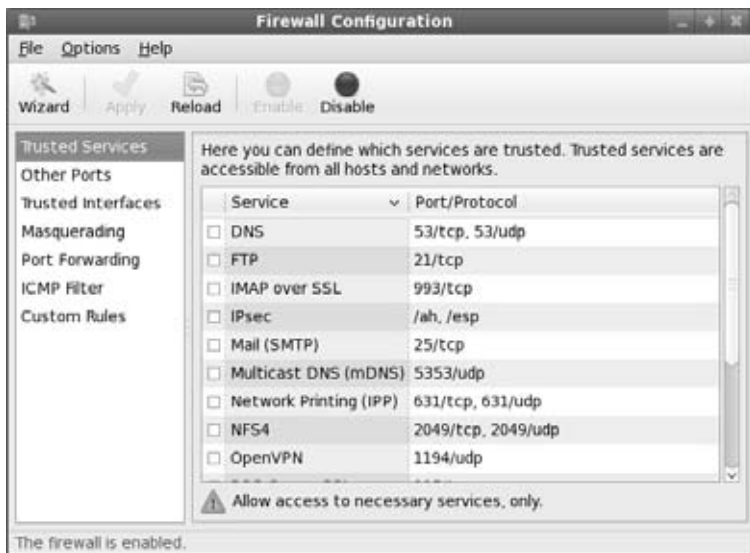 Firewall Configuration
File Options Help
Wizard Apply Reload Enable Disable
Trusted Services
Other Ports
Trusted Interfaces
Masquerading
Port Forwarding
ICMP Filter
Custom Rules
Here you can define which services are trusted. Trusted services are
accessible from all hosts and networks.
Service Port/Protocol
DNS 53/tcp, 53/udp
FTP 21/tcp
IMAP over SSL 993/tcp
IPsec /ah, /esp
Mail (SMTP) 25/tcp
Multicast DNS (mDNS) 5353/udp
Network Printing (IPP) 631/tcp, 631/udp
NFS4 2049/tcp, 2049/udp
OpenVPN 1194/udp
Allow access to necessary services, only.
The firewall is enabled.